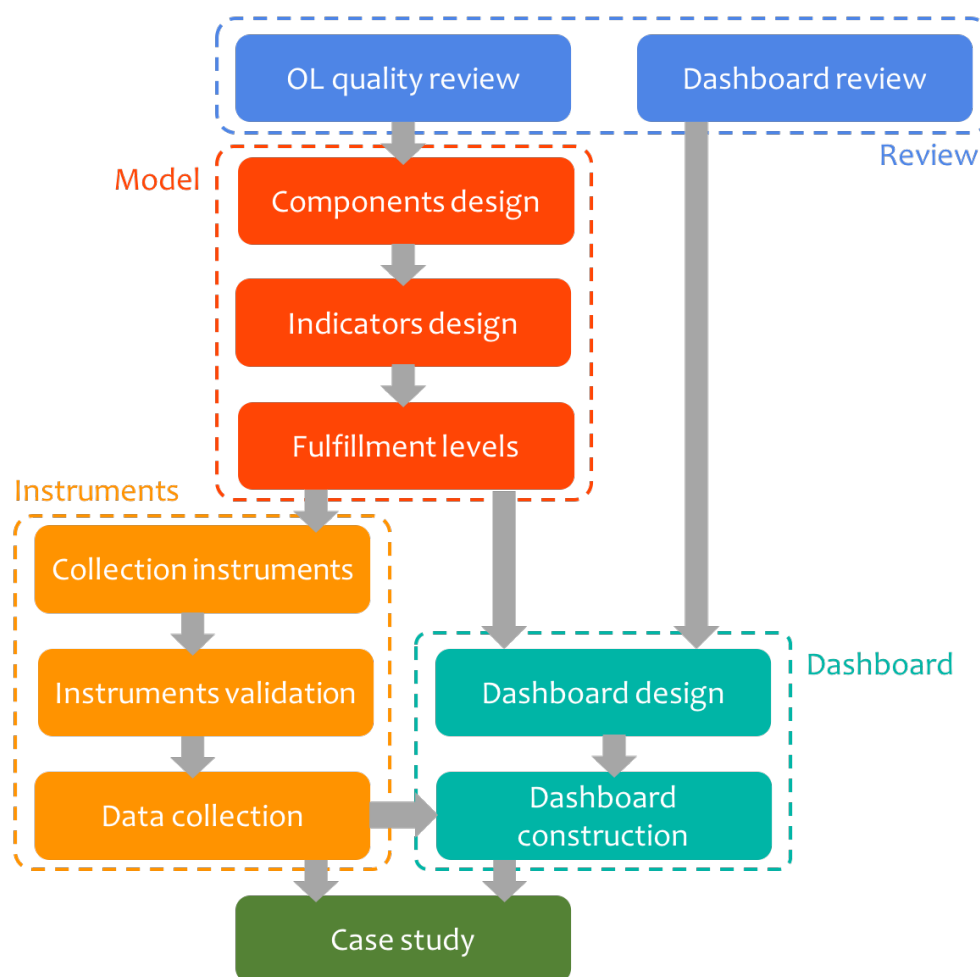 OL quality review
Dashboard review
Review
Model
Components design
Indicators design
Fulfillment levels
Instruments
Collection instruments
Instruments validation
Dashboard design
Dashboard
Data collection
Dashboard
construction
Case study